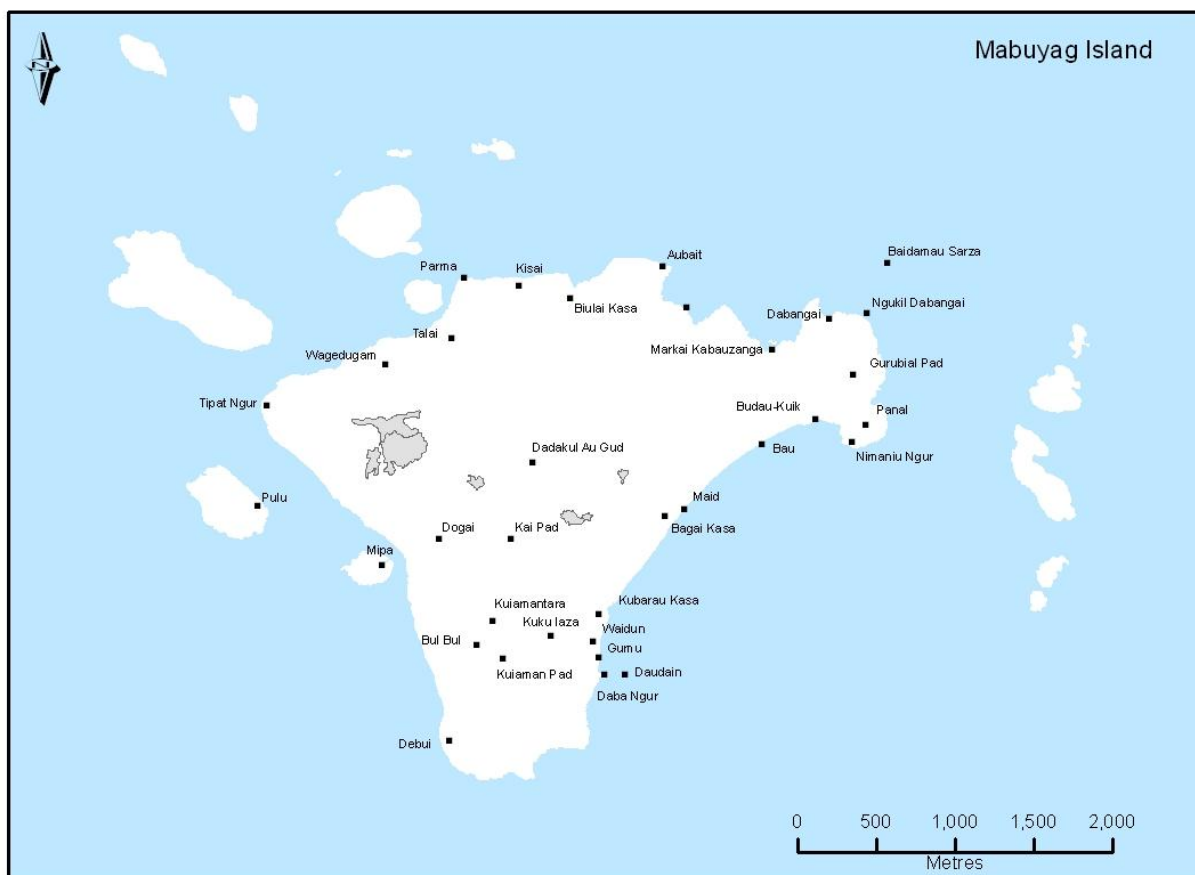 Mabuyag Island
N
Baidamau Sarza
Aubait
Parma
Kisai
Biulai Kasa
Ngukil Dabangai
Dabangai
Talai
Markai Kabauzanga
Wagedugam
Gurubial Pad
Tipat Ngur
Budau-Kuik
Panal
Dadakul Au Gud
Bau
Nimaniu Ngur
Pulu
Maid
Dogai
Kai Pad
Bagai Kasa
Mipa
Kuiamantara
Kubarau Kasa
Kuku Iaza
Waidun
Bul Bul
Gumu
Kuiaman Pad
Daudain
Daba Ngur
Debui
0 500 1,000 1,500 2,000
Metres